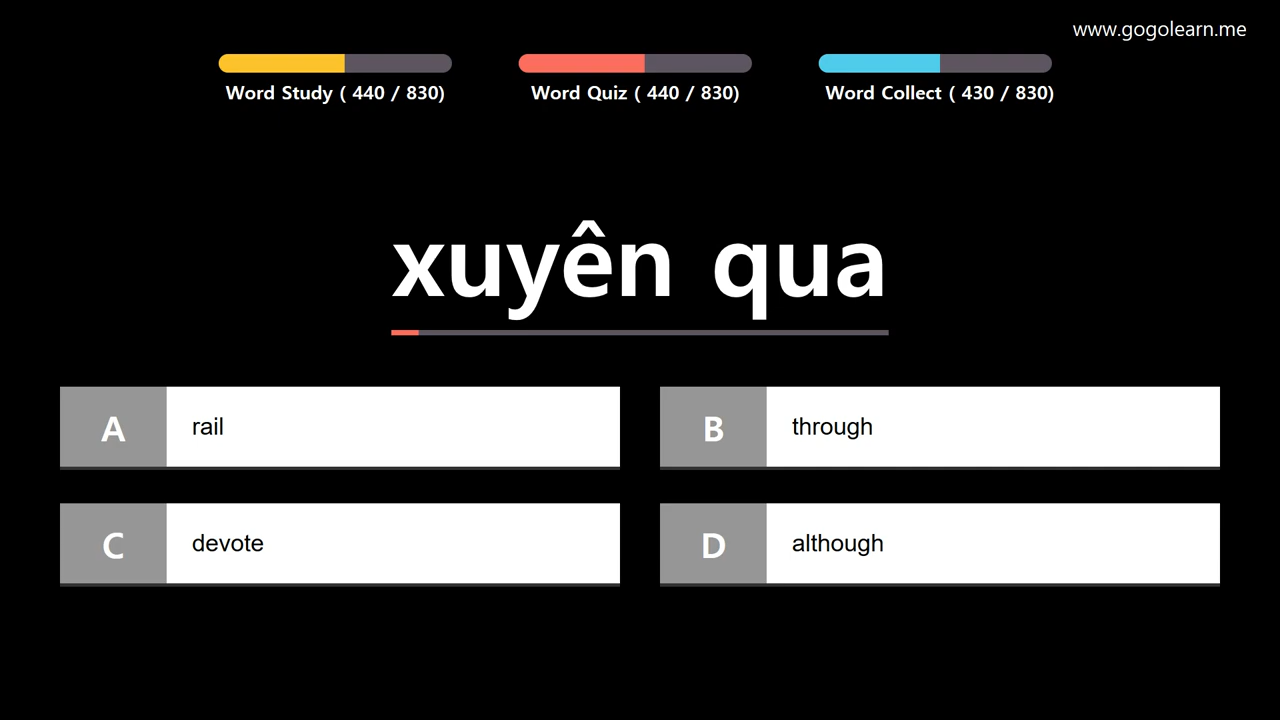 www.gogolearn.me
Word Study ( 440 / 830)
Word Quiz ( 440 / 830)
Word Collect ( 430 / 830)
xuyên qua
A rail
B through
C devote
D although